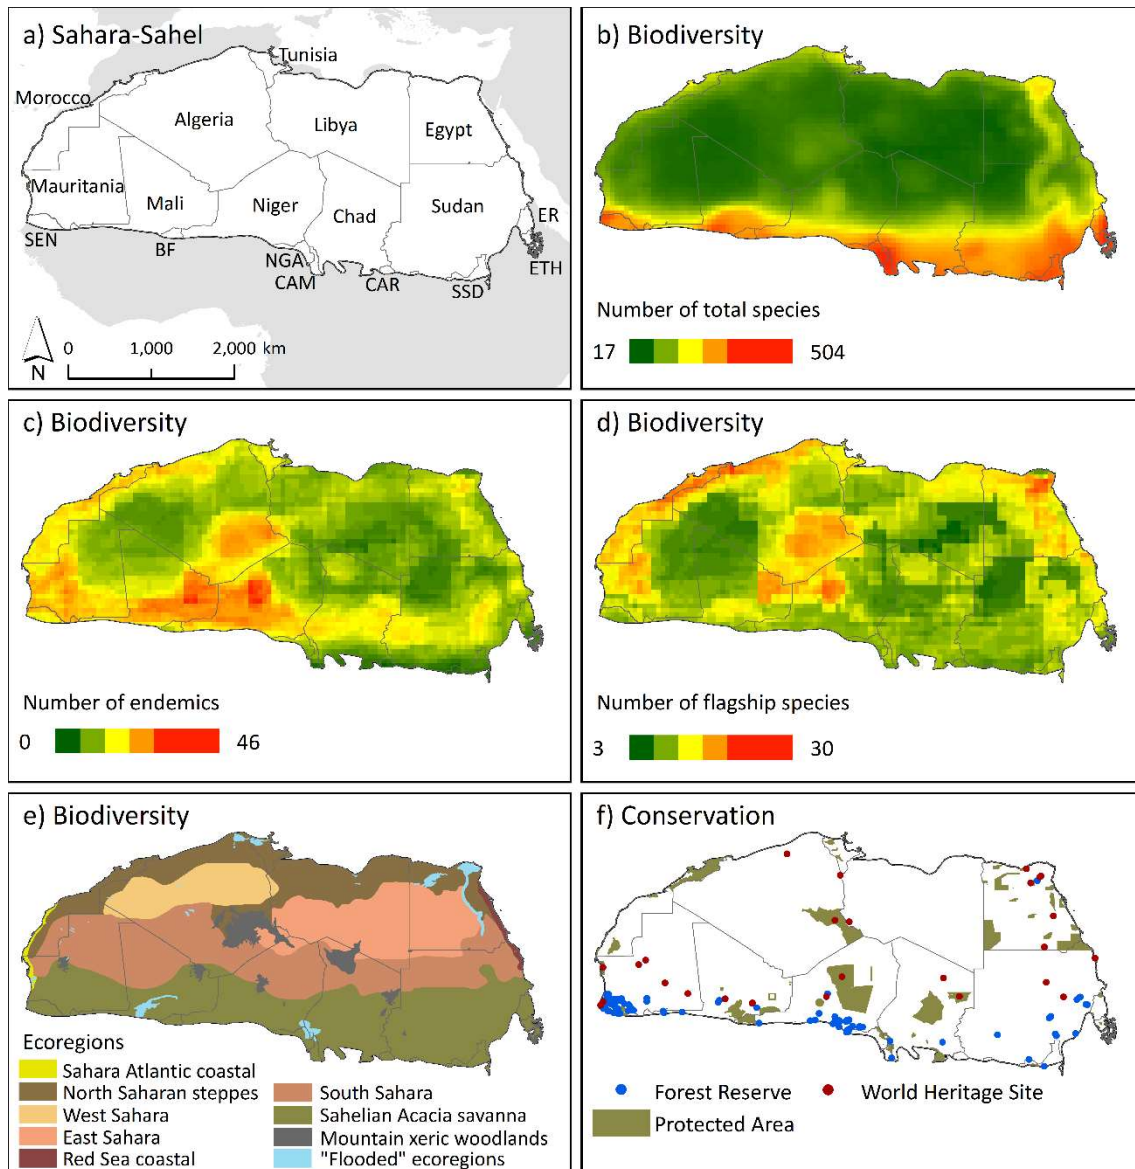 a) Sahara-Sahel
Tunisia
Morocco
Algeria
Libya
Egypt
Mauritania
Mali
Niger
Chad
Sudan
ER
SEN
BF
NGA
CAM
CAR
SSD
ETH
N
0 1,000 2,000 km
b) Biodiversity
Number of total species
17 504
c) Biodiversity
Number of endemics
0 46
d) Biodiversity
Number of flagship species
3 30
e) Biodiversity
Ecoregions
Sahara Atlantic coastal
North Saharan steppes
West Sahara
East Sahara
Red Sea coastal
South Sahara
Sahelian Acacia savanna
Mountain xeric woodlands
"Flooded" ecoregions
f) Conservation
Forest Reserve
World Heritage Site
Protected Area